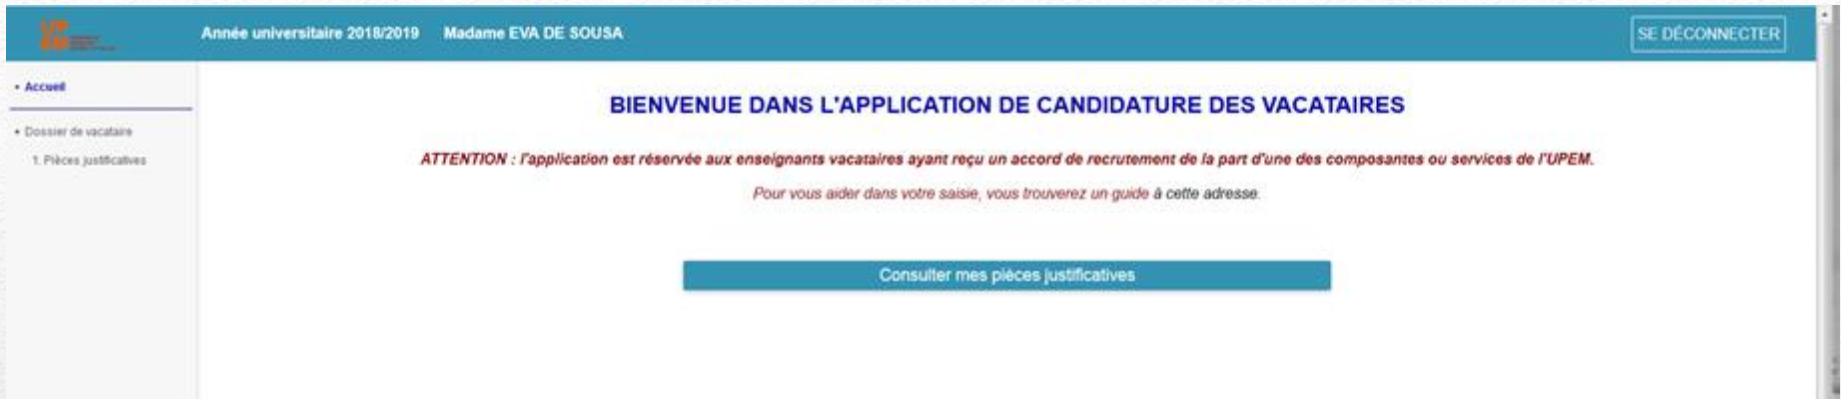 UP
EM
Année universitaire 2018/2019 Madame EVA DE SOUSA
SE DÉCONNECTER
• Accueil
• Dossier de vacataire
1. Pièces justificatives
BIENVENUE DANS L'APPLICATION DE CANDIDATURE DES VACATAIRES
ATTENTION : l'application est réservée aux enseignants vacataires ayant reçu un accord de recrutement de la part d'une des composantes ou services de l'UPEM.
Pour vous aider dans votre saisie, vous trouverez un guide à cette adresse.
Consulter mes pièces justificatives